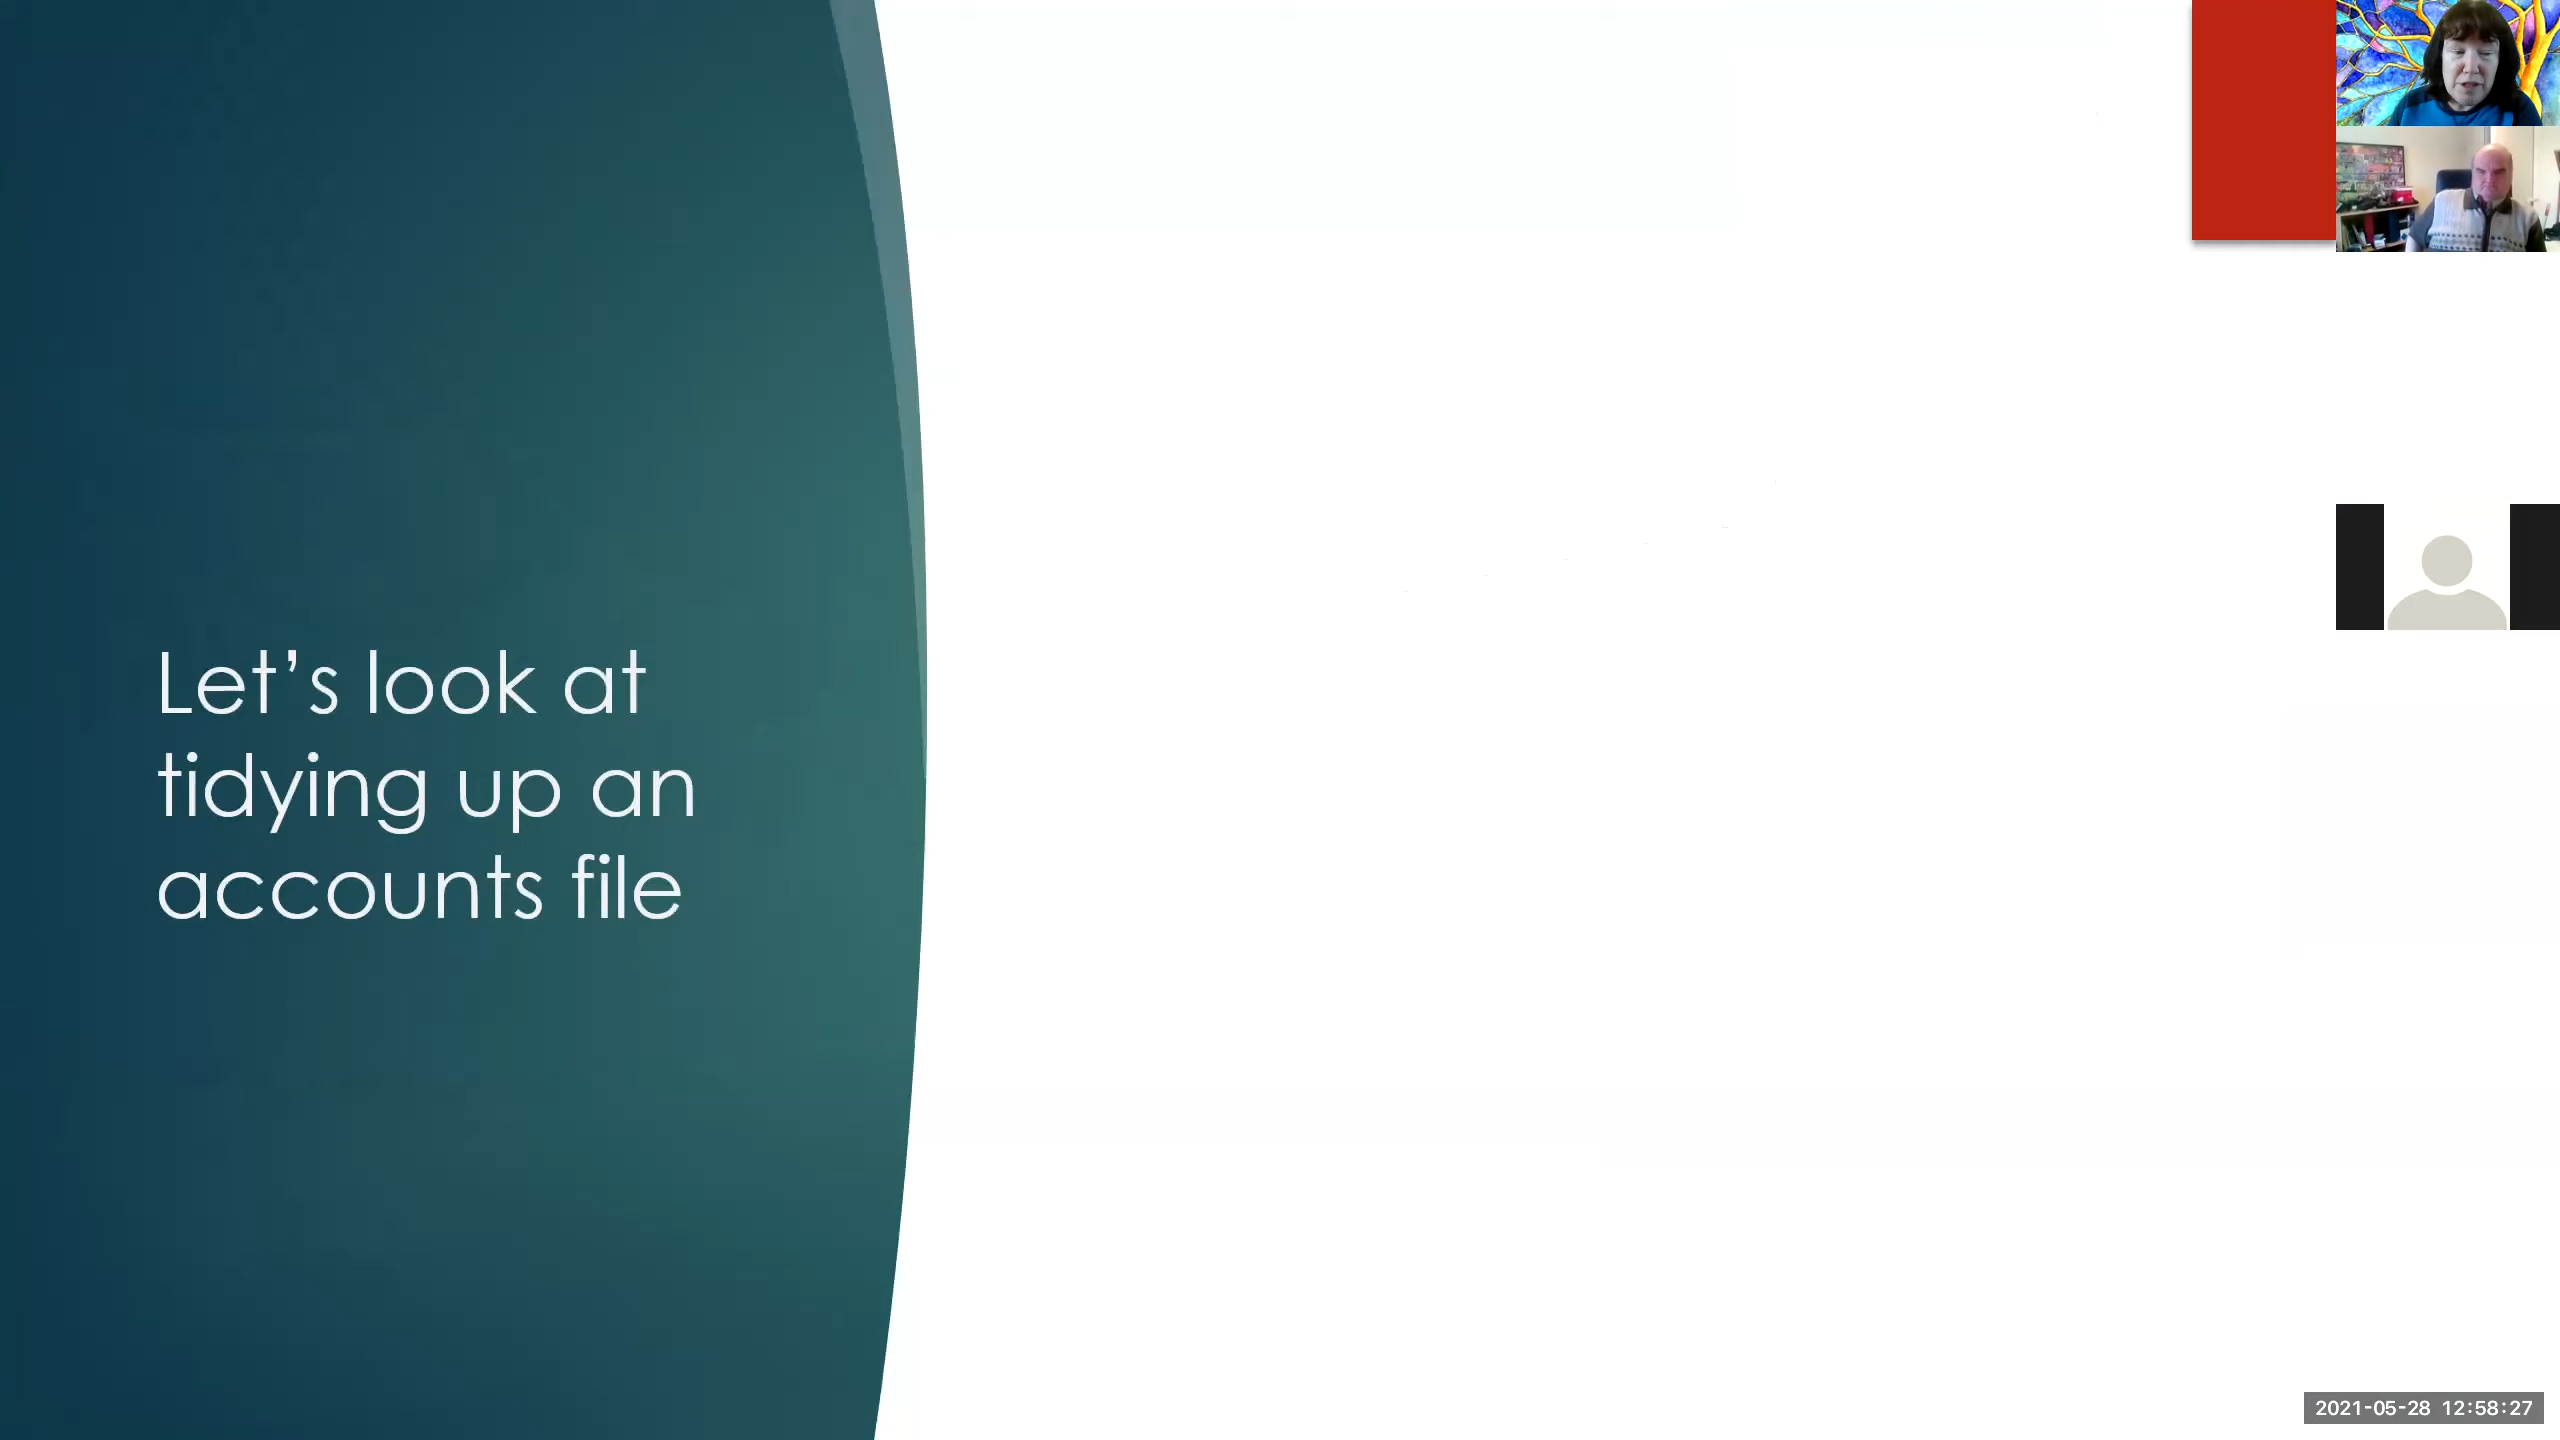 Let’s look at
tidying up an
accounts file
2021-05-28 12:58:27